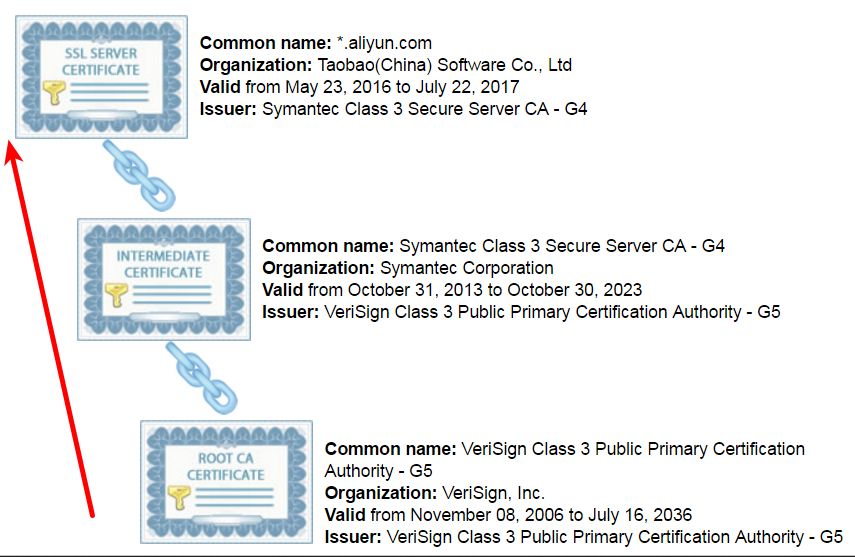 SSL SERVER
CERTIFICATE
Common name: *.aliyun.com
Organization: Taobao(China) Software Co., Ltd
Valid from May 23, 2016 to July 22, 2017
Issuer: Symantec Class 3 Secure Server CA - G4
INTERMEDIATE
CERTIFICATE
Common name: Symantec Class 3 Secure Server CA - G4
Organization: Symantec Corporation
Valid from October 31, 2013 to October 30, 2023
Issuer: VeriSign Class 3 Public Primary Certification Authority - G5
ROOT CA
CERTIFICATE
Common name: VeriSign Class 3 Public Primary Certification
Authority - G5
Organization: VeriSign, Inc.
Valid from November 08, 2006 to July 16, 2036
Issuer: VeriSign Class 3 Public Primary Certification Authority - G5